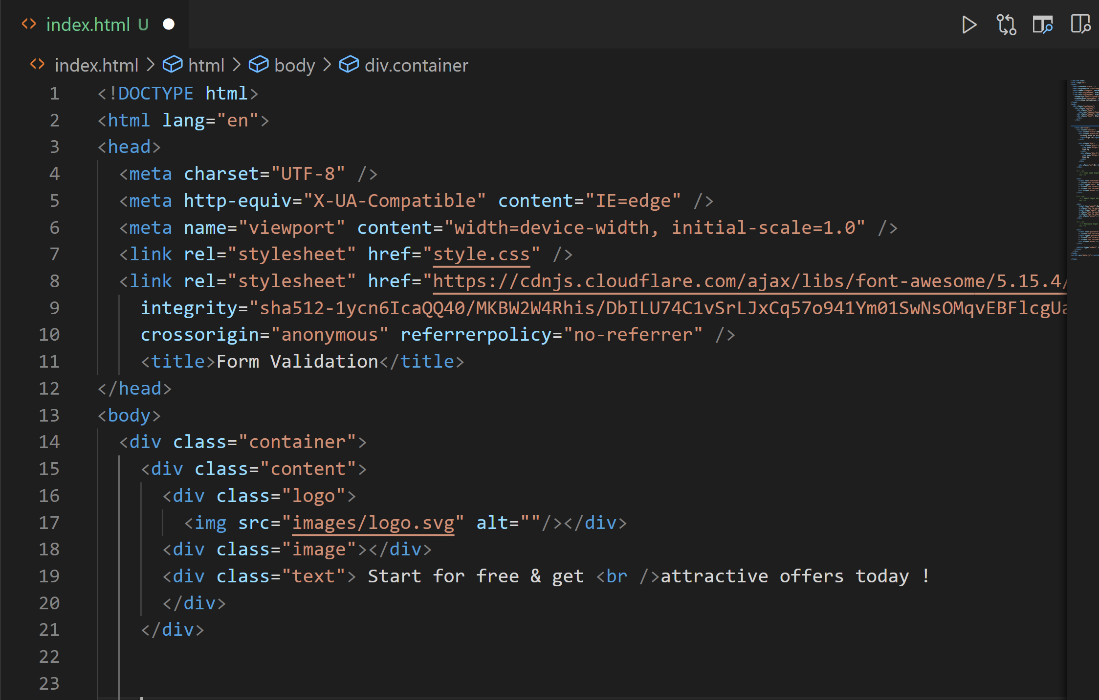 index.html U
index.html > html > body > div.container
1 <!DOCTYPE html>
2 <html lang="en">
3 <head>
4 <meta charset="UTF-8" />
5 <meta http-equiv="X-UA-Compatible" content="IE=edge" />
6 <meta name="viewport" content="width=device-width, initial-scale=1.0" />
7 <link rel="stylesheet" href="style.css" />
8 <link rel="stylesheet" href="https://cdnjs.cloudflare.com/ajax/libs/font-awesome/5.15.4/
9 integrity="sha512-1ycn6IcaQQ40/MKBW2W4Rhis/DbILU74C1vSrLJxCq57o941Ym01SwNsOMqvEBFlcgUa
10 crossorigin="anonymous" referrerpolicy="no-referrer" />
11 <title>Form Validation</title>
12 </head>
13 <body>
14 <div class="container">
15 <div class="content">
16 <div class="logo">
17 <img src="images/logo.svg" alt=""/></div>
18 <div class="image"></div>
19 <div class="text"> Start for free & get <br />attractive offers today !
20 </div>
21 </div>
22
23